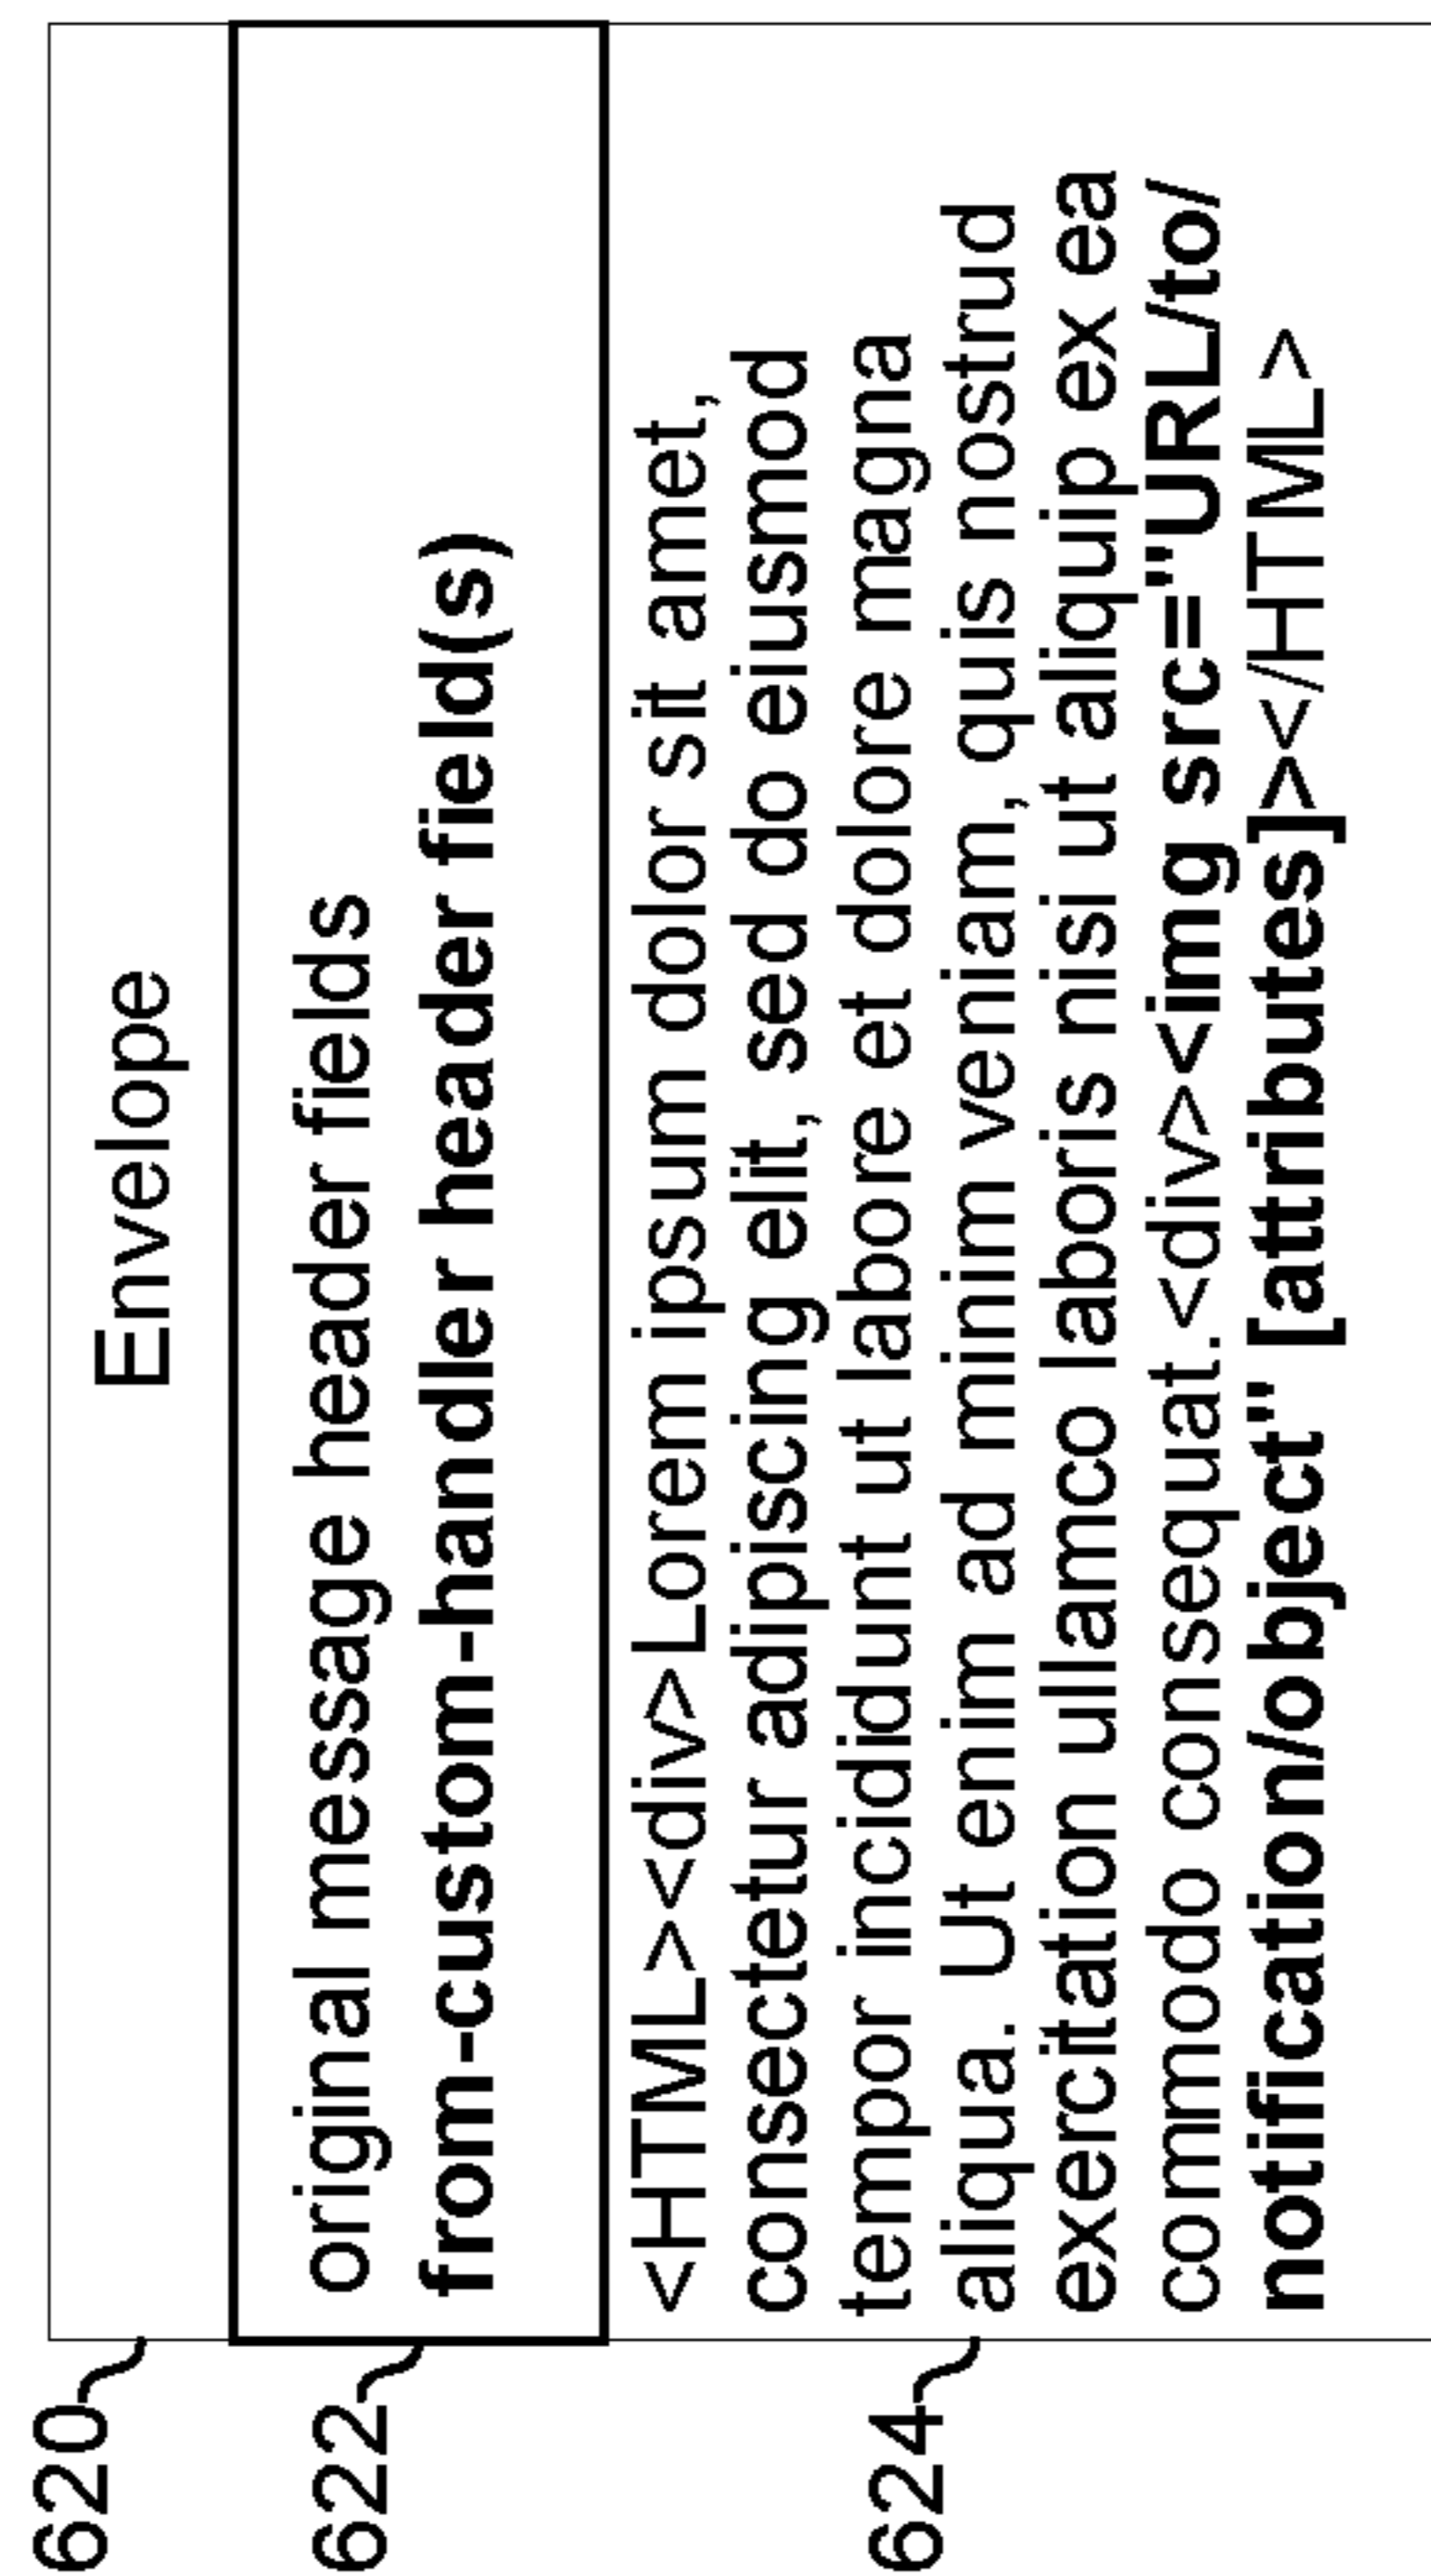 620
Envelope
622
original message header fields
from-custom-handler header field(s)
624
<HTML><div>Lorem ipsum dolor sit amet,
consectetur adipiscing elit, sed do eiusmod
tempor incididunt ut labore et dolore magna
aliqua. Ut enim ad minim veniam, quis nostrud
exercitation ullamco laboris nisi ut aliquip ex ea
commodo consequat.<div><img src="URL/to/
notification/object" [attributes]></HTML>